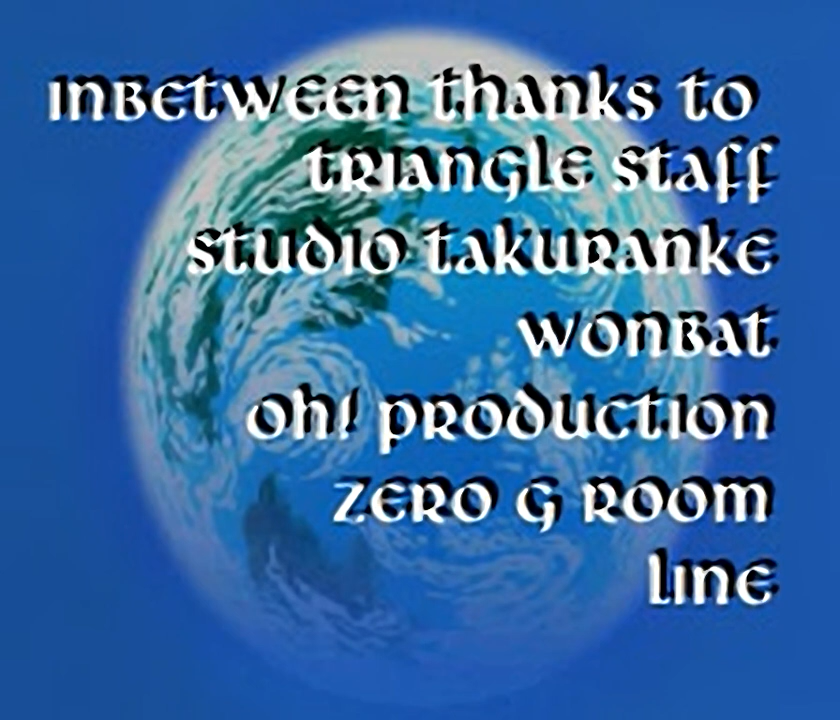 inbetween thanks to
triangle staff
studio takuranke
wonbat
oh! production
zero g room
line